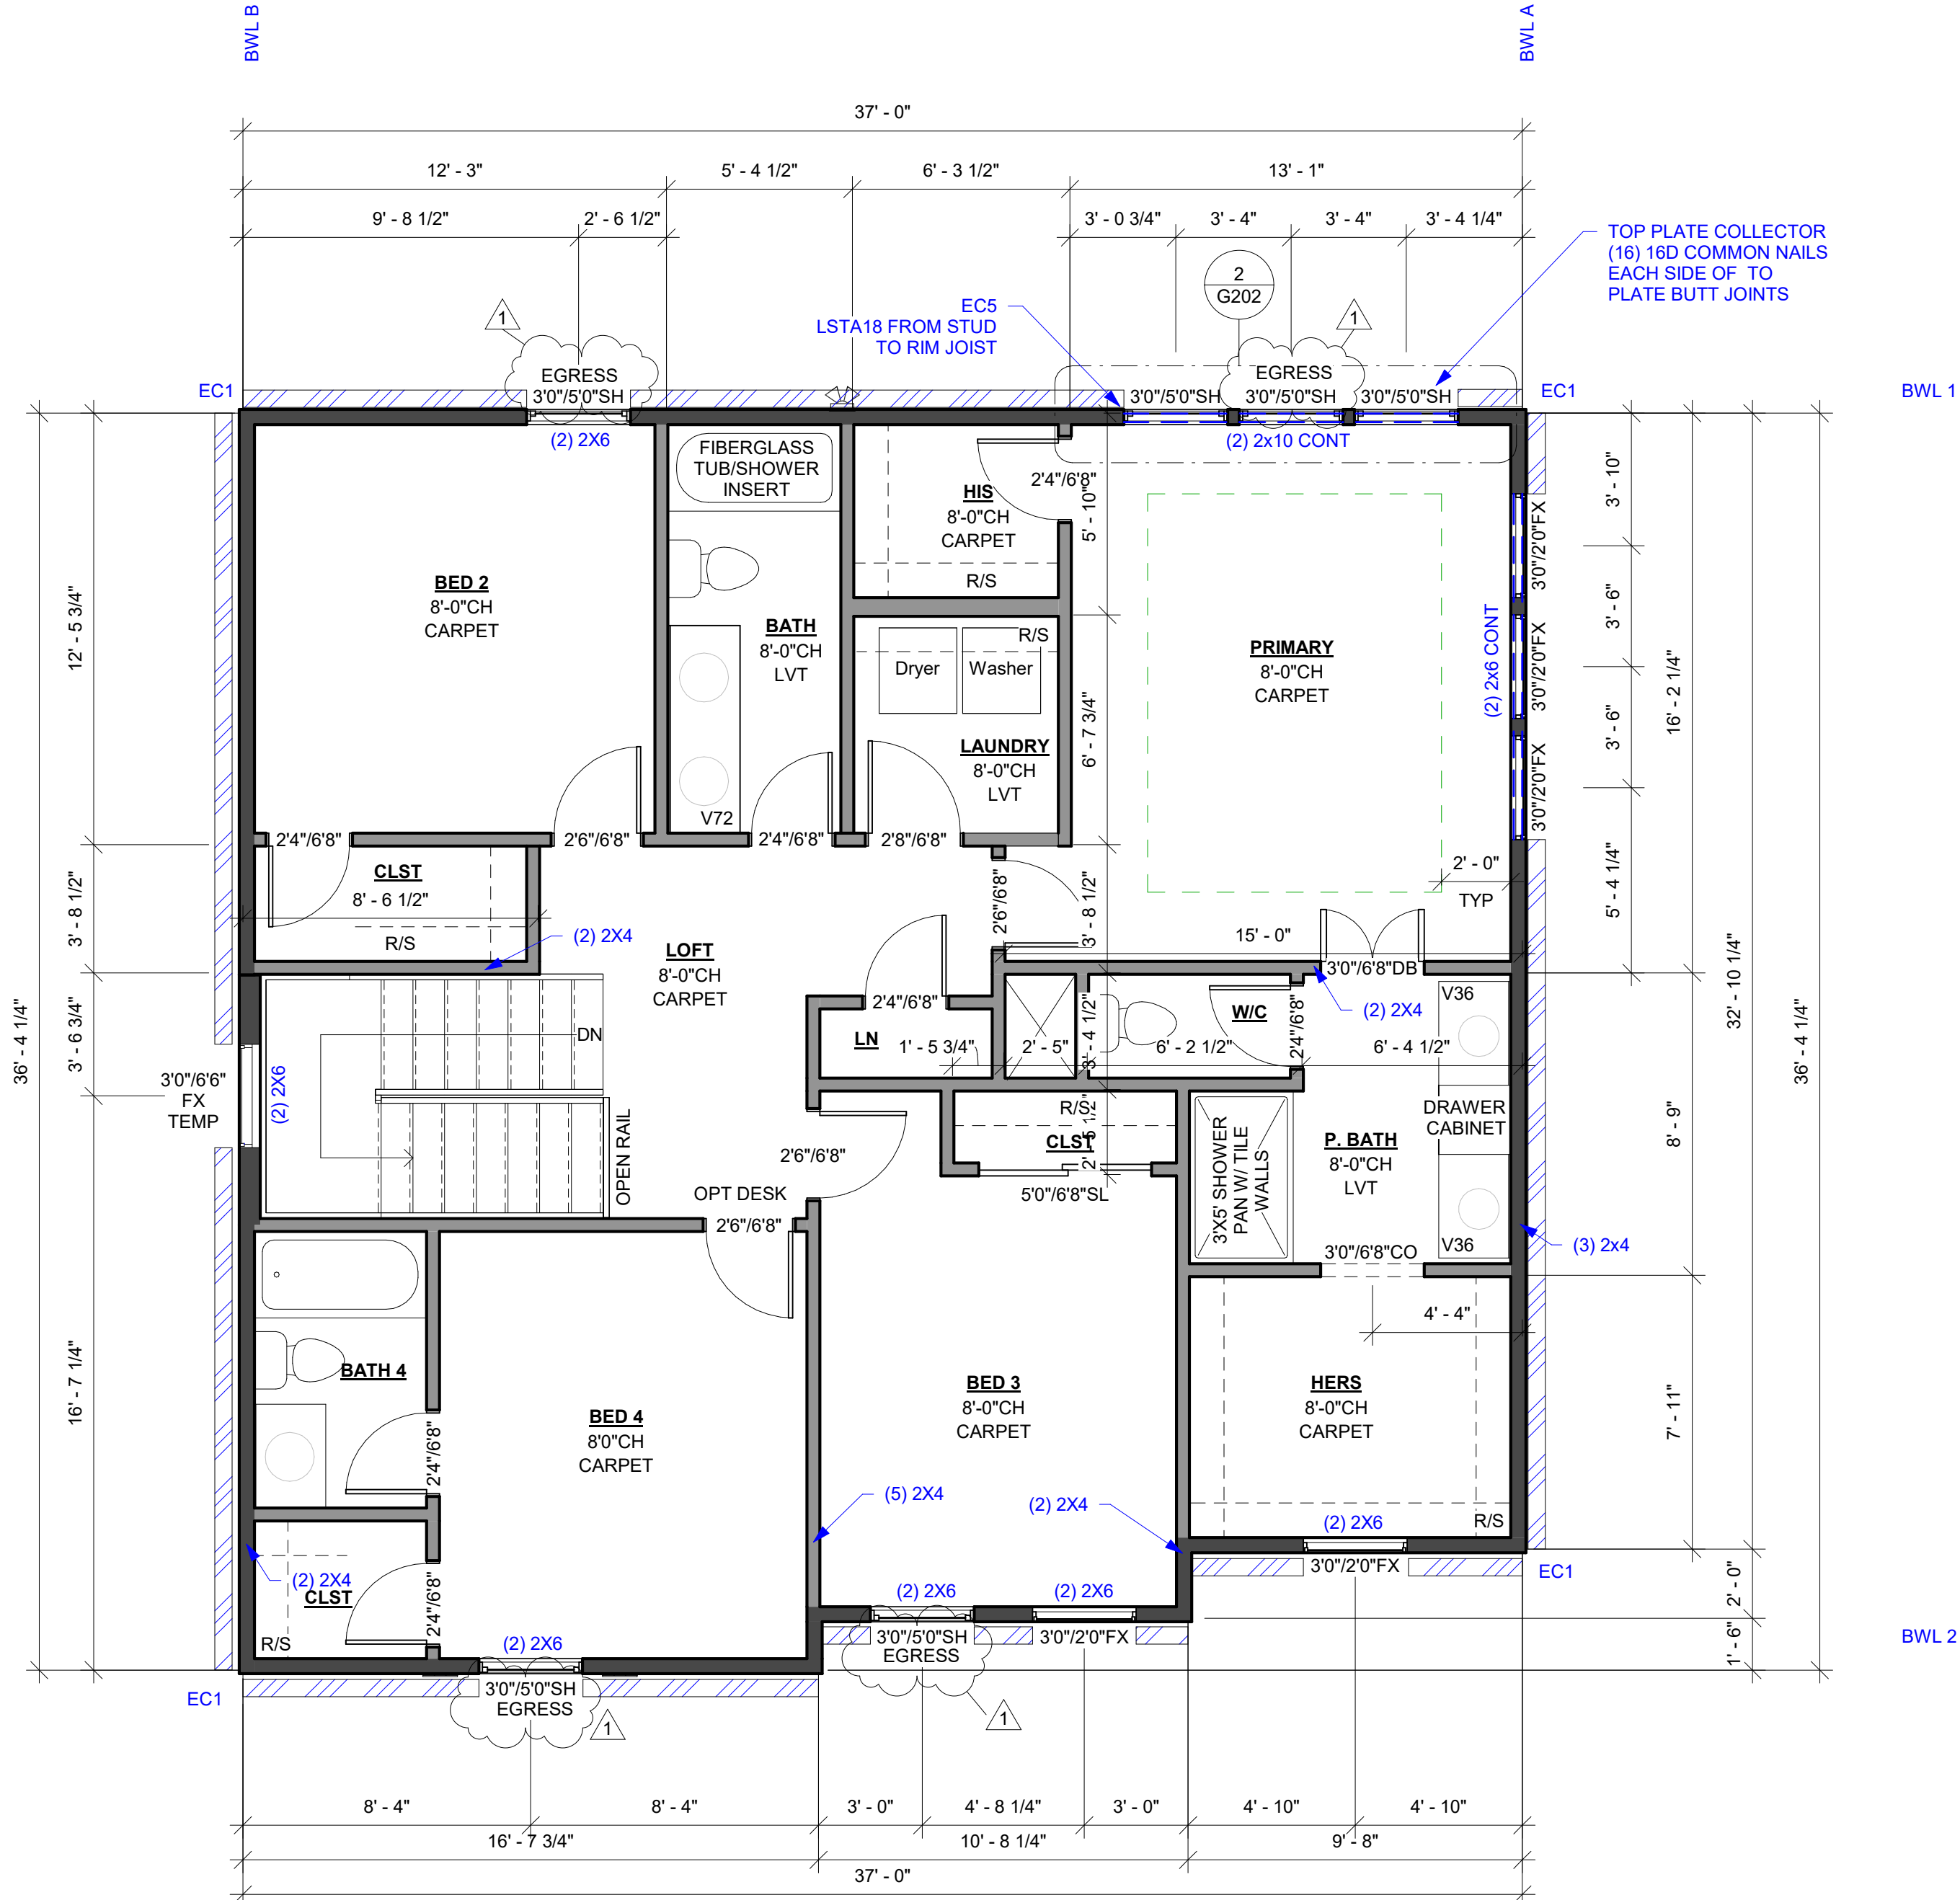 BWL B
BWL A
37' - 0"
12' - 3"
5' - 4 1/2"
6' - 3 1/2"
13' - 1"
9' - 8 1/2"
2' - 6 1/2"
3' - 0 3/4"
3' - 4"
3' - 4"
3' - 4 1/4"
TOP PLATE COLLECTOR
(16) 16D COMMON NAILS
EACH SIDE OF TO
PLATE BUTT JOINTS
2
G202
1
EC5
LSTA18 FROM STUD
TO RIM JOIST
1
EC1
EGRESS
3'0"/5'0"SH
3'0"/5'0"SH
EGRESS
3'0"/5'0"SH
3'0"/5'0"SH
EC1
BWL 1
(2) 2X6
(2) 2x10 CONT
FIBERGLASS
TUB/SHOWER
INSERT
HIS
8'-0"CH
CARPET
R/S
2'4"/6'8"
5' - 10"
3'0"/2'0"FX
3' - 10"
BED 2
8'-0"CH
CARPET
BATH
8'-0"CH
LVT
V72
R/S
Dryer
Washer
LAUNDRY
8'-0"CH
LVT
6' - 7 3/4"
PRIMARY
8'-0"CH
CARPET
(2) 2x6 CONT
3'0"/2'0"FX
3'0"/2'0"FX
3' - 6"
3' - 6"
16' - 2 1/4"
12' - 5 3/4"
2'4"/6'8"
2'6"/6'8"
2'4"/6'8"
2'8"/6'8"
CLST
8' - 6 1/2"
R/S
(2) 2X4
3' - 8 1/2"
LOFT
8'-0"CH
CARPET
2'6"/6'8"
3' - 8 1/2"
15' - 0"
2' - 0"
TYP
5' - 4 1/4"
3'0"/6'8"DB
(2) 2X4
V36
32' - 10 1/4"
36' - 4 1/4"
36' - 4 1/4"
3' - 6 3/4"
3'0"/6'6"
FX
TEMP
(2) 2X6
DN
OPEN RAIL
2'4"/6'8"
LN
1' - 5 3/4"
2' - 5"
3' - 4 1/2"
W/C
6' - 2 1/2"
2'4"/6'8"
6' - 4 1/2"
R/S
CLST
2' - 5 1/2"
5'0"/6'8"SL
2'6"/6'8"
OPT DESK
2'6"/6'8"
3'X5' SHOWER
PAN W/ TILE
WALLS
P. BATH
8'-0"CH
LVT
DRAWER
CABINET
V36
3'0"/6'8"CO
(3) 2x4
8' - 9"
4' - 4"
16' - 7 1/4"
BATH 4
2'4"/6'8"
BED 4
8'0"CH
CARPET
BED 3
8'-0"CH
CARPET
HERS
8'-0"CH
CARPET
7' - 11"
(5) 2X4
(2) 2X4
(2) 2X6
R/S
(2) 2X4
CLST
R/S
2'4"/6'8"
(2) 2X6
(2) 2X6
(2) 2X6
3'0"/2'0"FX
EC1
2' - 0"
3'0"/5'0"SH
EGRESS
3'0"/2'0"FX
BWL 2
1' - 6"
EC1
3'0"/5'0"SH
EGRESS
1
1
8' - 4"
8' - 4"
3' - 0"
4' - 8 1/4"
3' - 0"
4' - 10"
4' - 10"
16' - 7 3/4"
10' - 8 1/4"
9' - 8"
37' - 0"